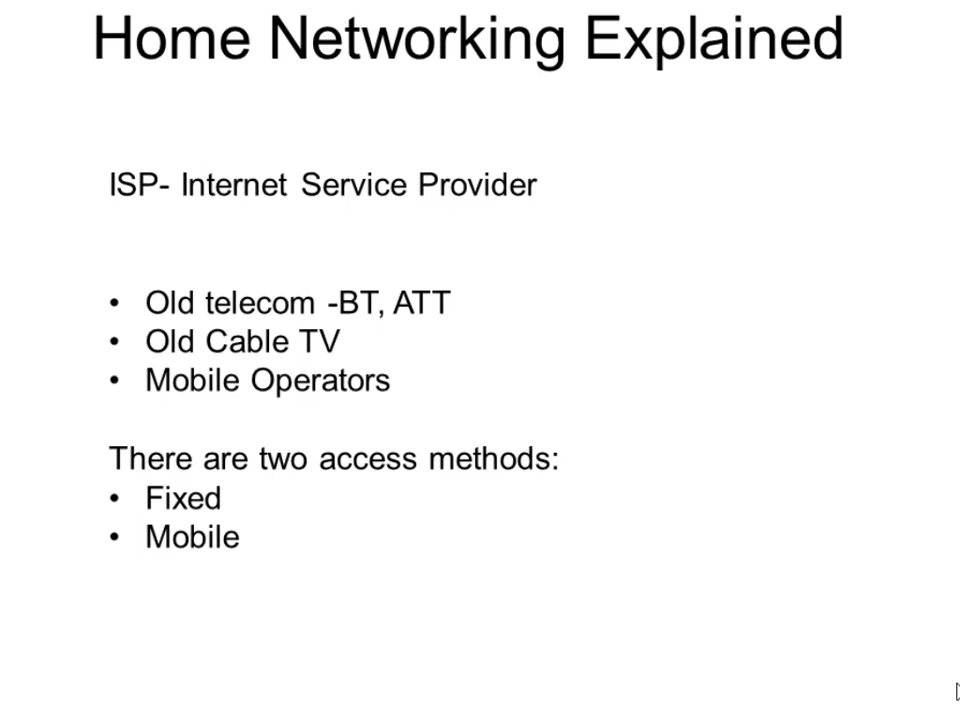 Home Networking Explained
ISP- Internet Service Provider
• Old telecom -BT, ATT
• Old Cable TV
• Mobile Operators
There are two access methods:
• Fixed
• Mobile